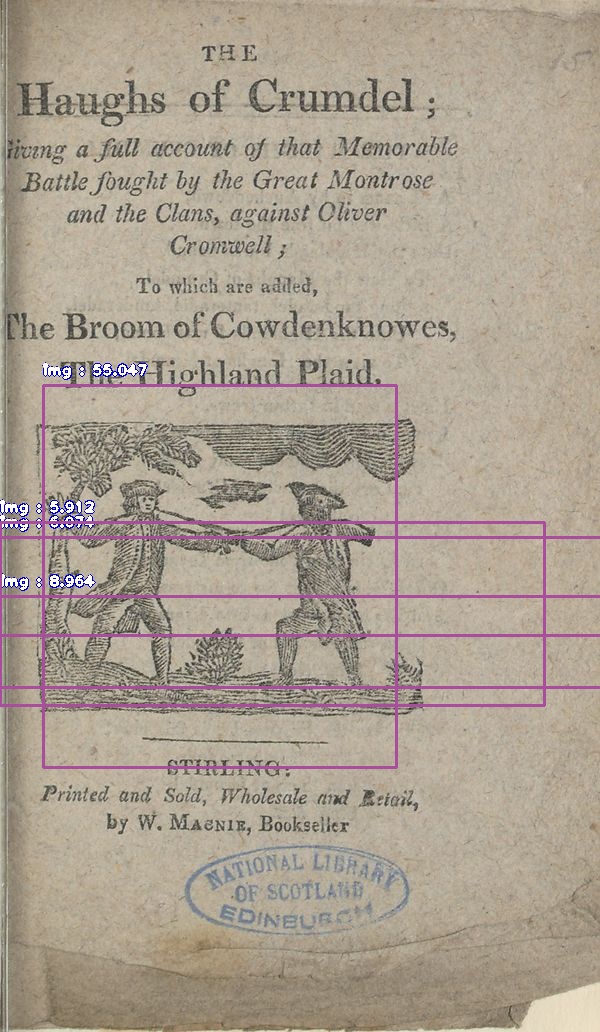 THE
Haughs of Crumdel;
Giving a full account of that Memorable
Battle fought by the Great Montrose
and the Clans, against Oliver
Cromwell;
To which are added,
The Broom of Cowdenknowes,
The Highland Plaid.
img : 55.047
img : 5.912
img : 8.964
STIRLING:
Printed and Sold, Wholesale and Retail,
by W. MACNIE, Bookseller
NATIONAL LIBRARY
OF SCOTLAND
EDINBURGH